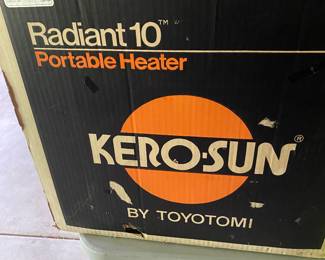 Radiant 10™
Portable Heater
KERO-SUN®
BY TOYOTOMI